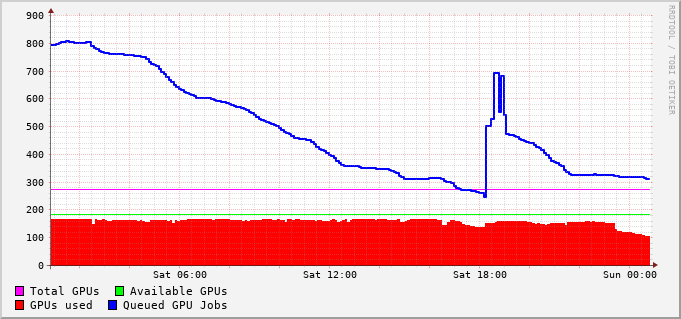 900
800
700
600
500
400
300
200
100
0
Sat 06:00 Sat 12:00 Sat 18:00 Sun 00:00
Total GPUs Available GPUs
GPUs used Queued GPU Jobs
RRDTOOL / TOBI OETIKER